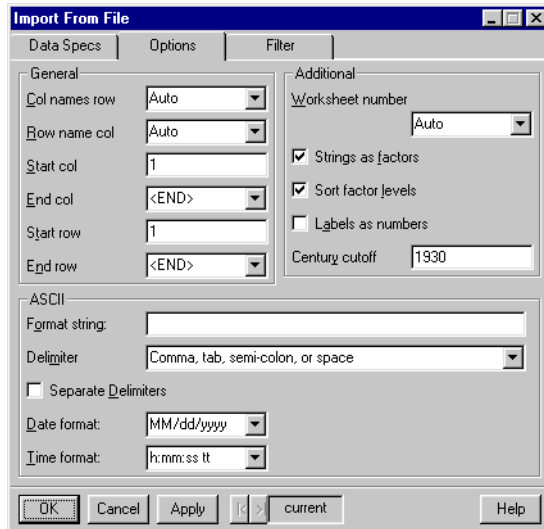 Import From File
Data Specs
Options
Filter
General
Col names row
Auto
Row name col
Auto
Start col
1
End col
<END>
Start row
1
End row
<END>
Additional
Worksheet number
Auto
Strings as factors
Sort factor levels
Labels as numbers
Century cutoff
1930
ASCII
Format string:
Delimiter
Comma, tab, semi-colon, or space
Separate Delimiters
Date format:
MM/dd/yyyy
Time format:
h:mm:ss tt
OK
Cancel
Apply
current
Help